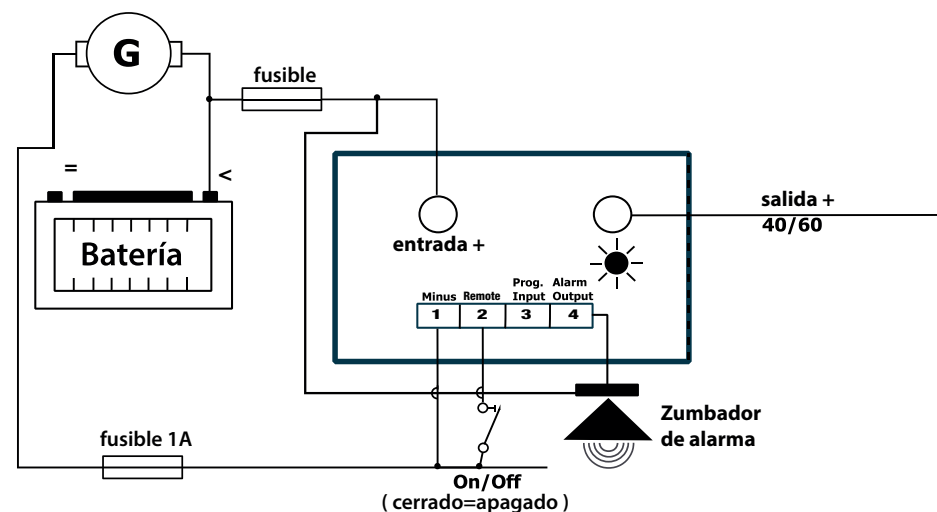 G
fusible
=
<
Batería
entrada +
salida +
40/60
Prog. Alarm
Minus Remote Input Output
1 2 3 4
Zumbador
de alarma
fusible 1A
On/Off
( cerrado=apagado )